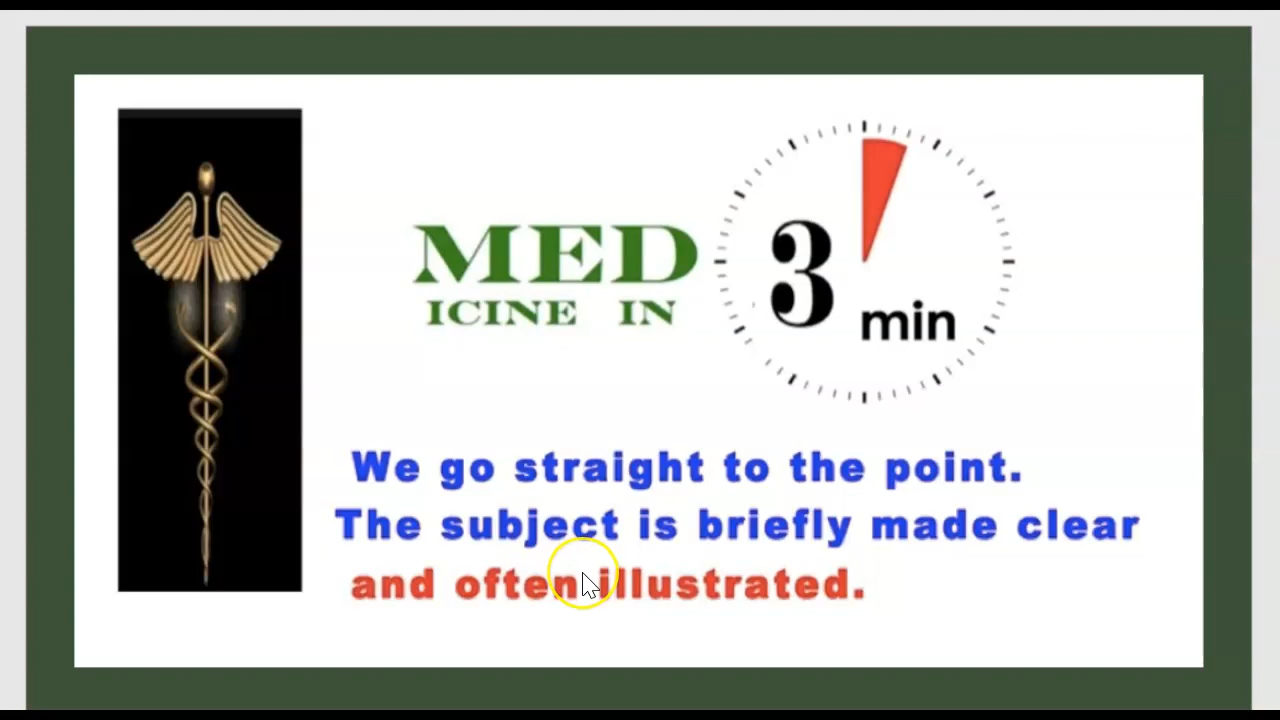 MED
ICINE IN
3 min
We go straight to the point.
The subject is briefly made clear
and often illustrated.